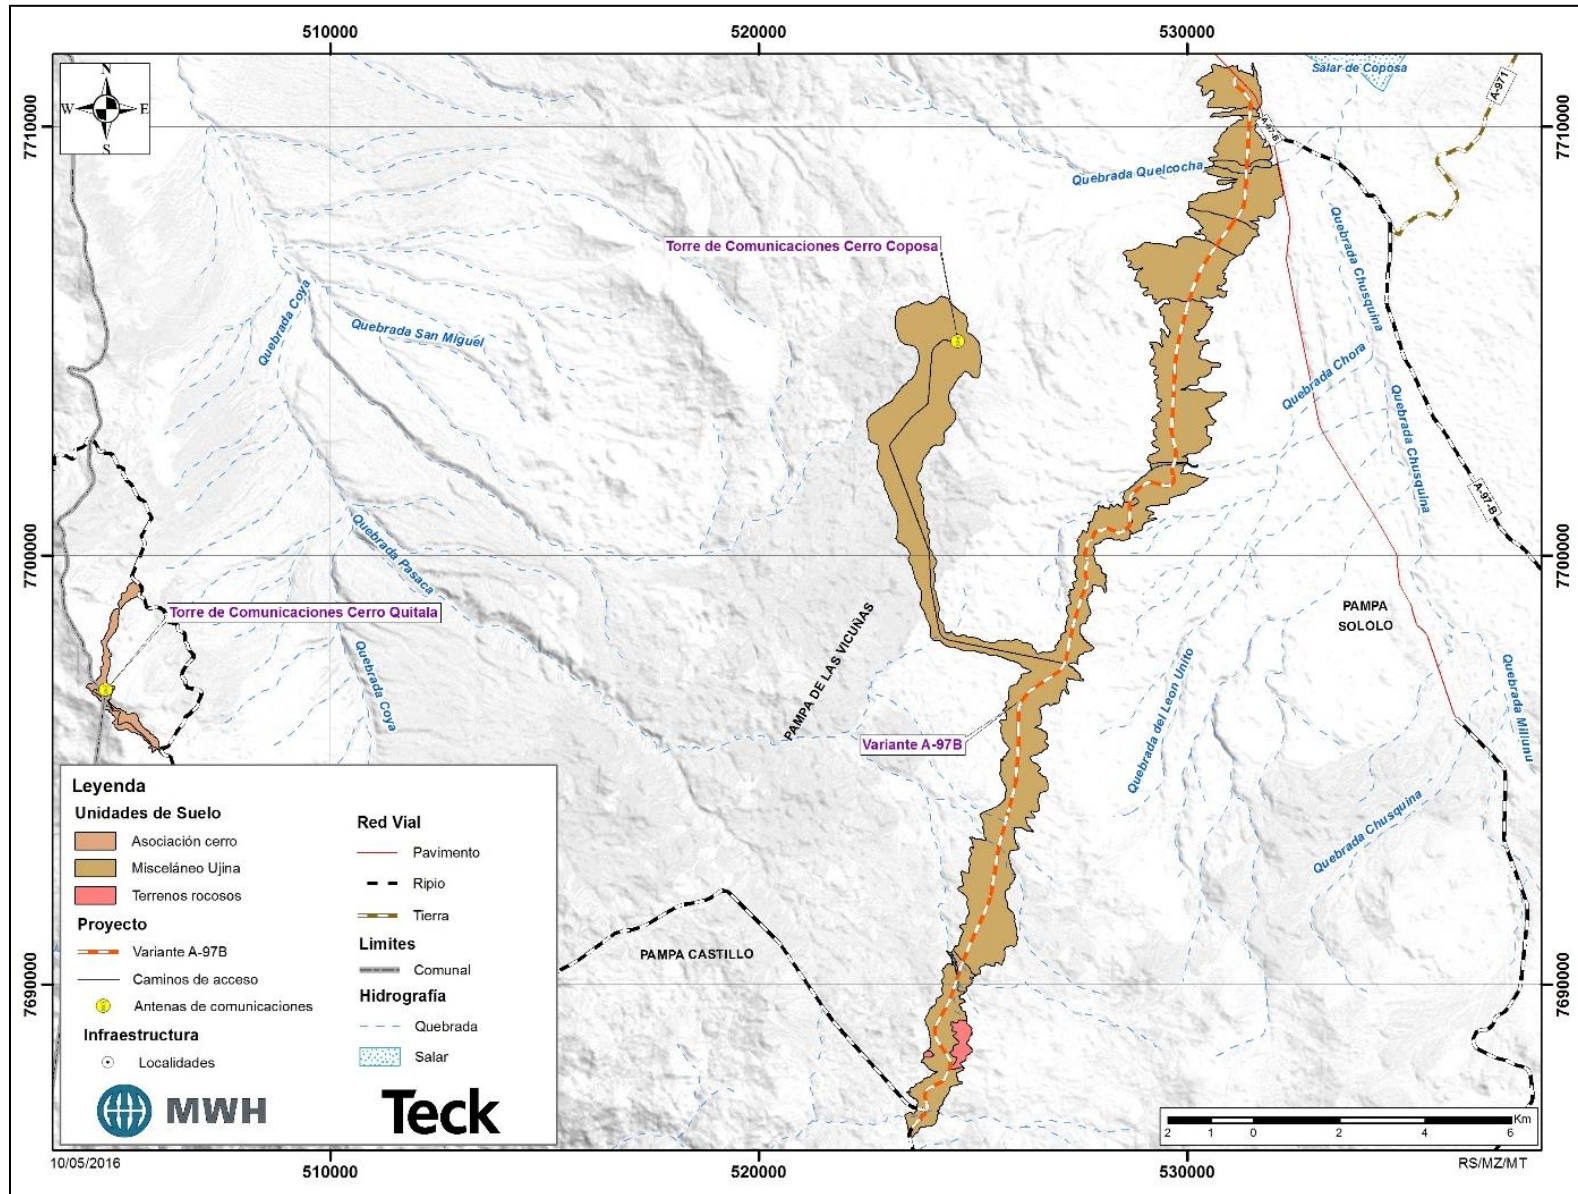 510000
520000
530000
N
W
E
S
7710000
7710000
Salar de Coposa
A-971
A-97B
Quebrada Quelcocha
Torre de Comunicaciones Cerro Coposa
Quebrada Chusquina
Quebrada Coya
Quebrada San Miguel
Quebrada Chora
Quebrada Chusquina
A-97-B
7700000
7700000
Quebrada Pasaca
Torre de Comunicaciones Cerro Quitala
PAMPA
SOLOLO
PAMPA DE LAS VICUÑAS
Quebrada Coya
Quebrada del Leon Unito
Quebrada Millunu
Variante A-97B
Quebrada Chusquina
PAMPA CASTILLO
7690000
7690000
Leyenda
Unidades de Suelo
Asociación cerro
Misceláneo Ujina
Terrenos rocosos
Proyecto
Variante A-97B
Caminos de acceso
Antenas de comunicaciones
Infraestructura
Localidades
Red Vial
Pavimento
Ripio
Tierra
Limites
Comunal
Hidrografía
Quebrada
Salar
MWH
Teck
Km
2 1 0 2 4 6
10/05/2016
510000
520000
530000
RS/MZ/MT